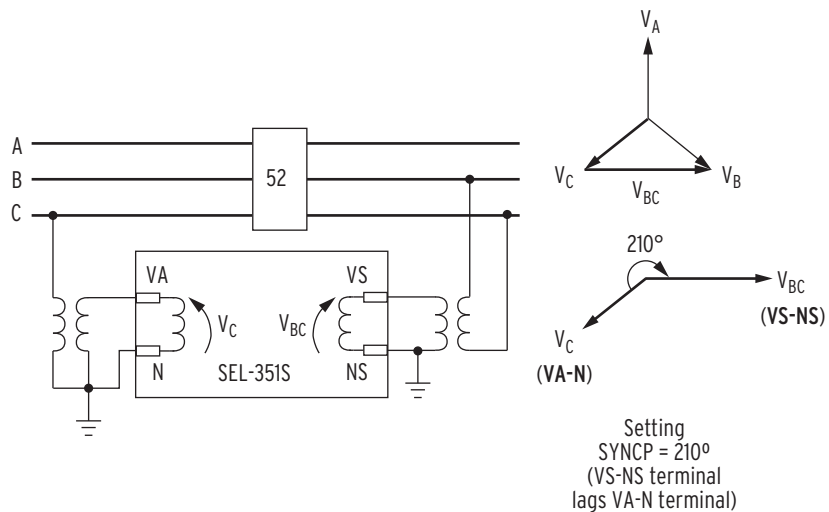 V_A
V_C
V_BC
V_B
A
B
C
52
VA
VS
V_C
V_BC
N
SEL-351S
NS
210°
V_BC
(VS-NS)
V_C
(VA-N)
Setting
SYNCP = 210º
(VS-NS terminal
lags VA-N terminal)